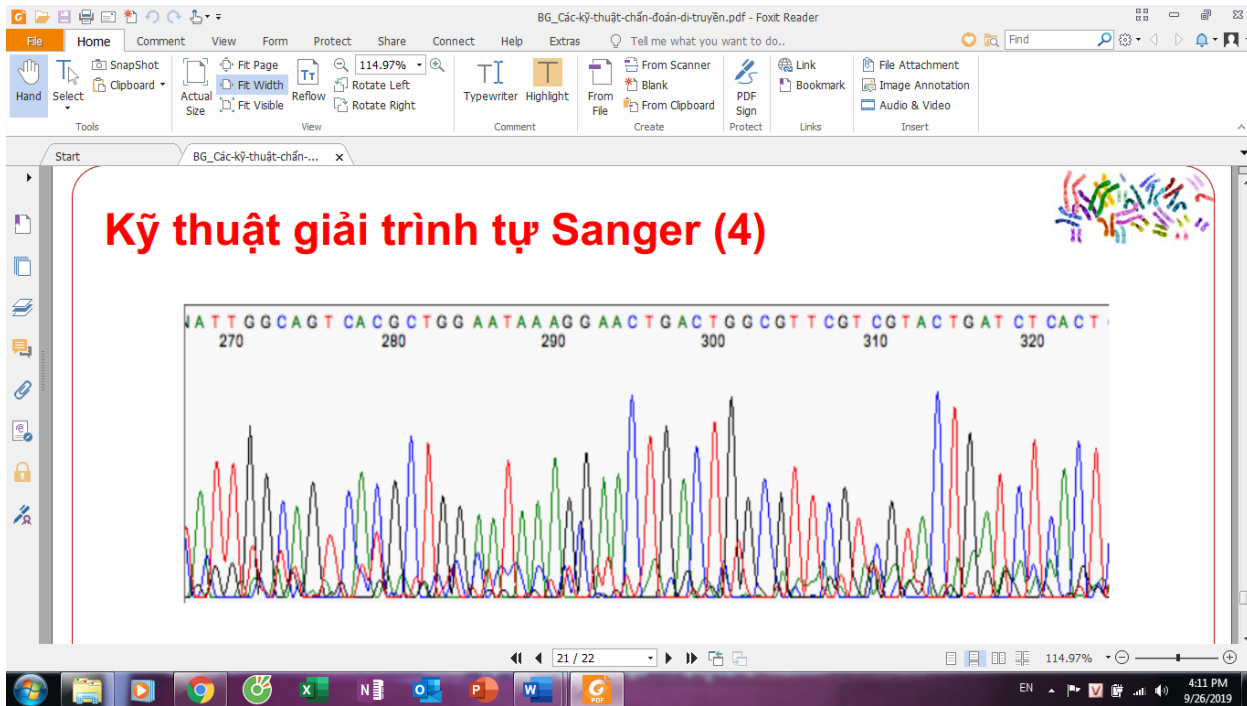 BG_Các-kỹ-thuật-chẩn-đoán-di-truyền.pdf - Foxit Reader
File Home Comment View Form Protect Share Connect Help Extras Tell me what you want to do.. Find
Hand
Select
SnapShot
Clipboard
Tools
Actual Size
Fit Page
Fit Width
Fit Visible
Reflow
114.97%
Rotate Left
Rotate Right
View
Typewriter
Highlight
Comment
From File
From Scanner
Blank
From Clipboard
Create
PDF Sign
Protect
Link
Bookmark
Links
File Attachment
Image Annotation
Audio & Video
Insert
Start BG_Các-kỹ-thuật-chẩn-...
Kỹ thuật giải trình tự Sanger (4)
A T T G G C A G T C A C G C T G G A A T A A A G G A A C T G A C T G G C G T T C G T C G T A C T G A T C T C A C T
270 280 290 300 310 320
21 / 22 114.97%
EN 4:11 PM
9/26/2019